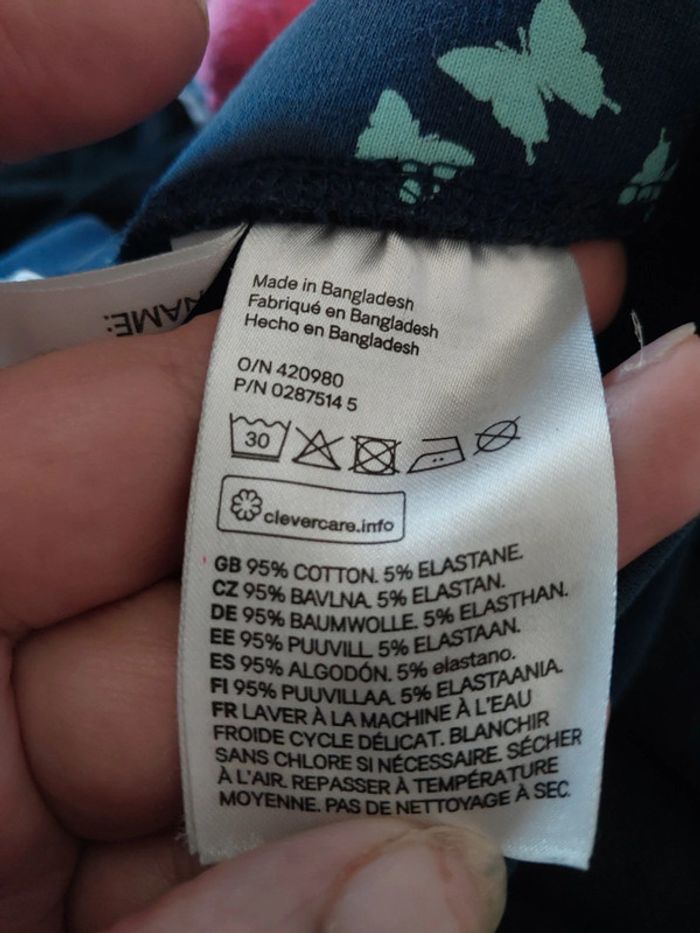 NAME:
Made in Bangladesh
Fabriqué en Bangladesh
Hecho en Bangladesh
O/N 420980
P/N 0287514 5
30
clevercare.info
GB 95% COTTON. 5% ELASTANE.
CZ 95% BAVLNA. 5% ELASTAN.
DE 95% BAUMWOLLE. 5% ELASTHAN.
EE 95% PUUVILL. 5% ELASTAAN.
ES 95% ALGODÓN. 5% elastano.
FI 95% PUUVILLAA. 5% ELASTAANIA.
FR LAVER À LA MACHINE À L'EAU
FROIDE CYCLE DÉLICAT. BLANCHIR
SANS CHLORE SI NÉCESSAIRE. SÉCHER
À L'AIR. REPASSER À TEMPÉRATURE
MOYENNE. PAS DE NETTOYAGE À SEC.